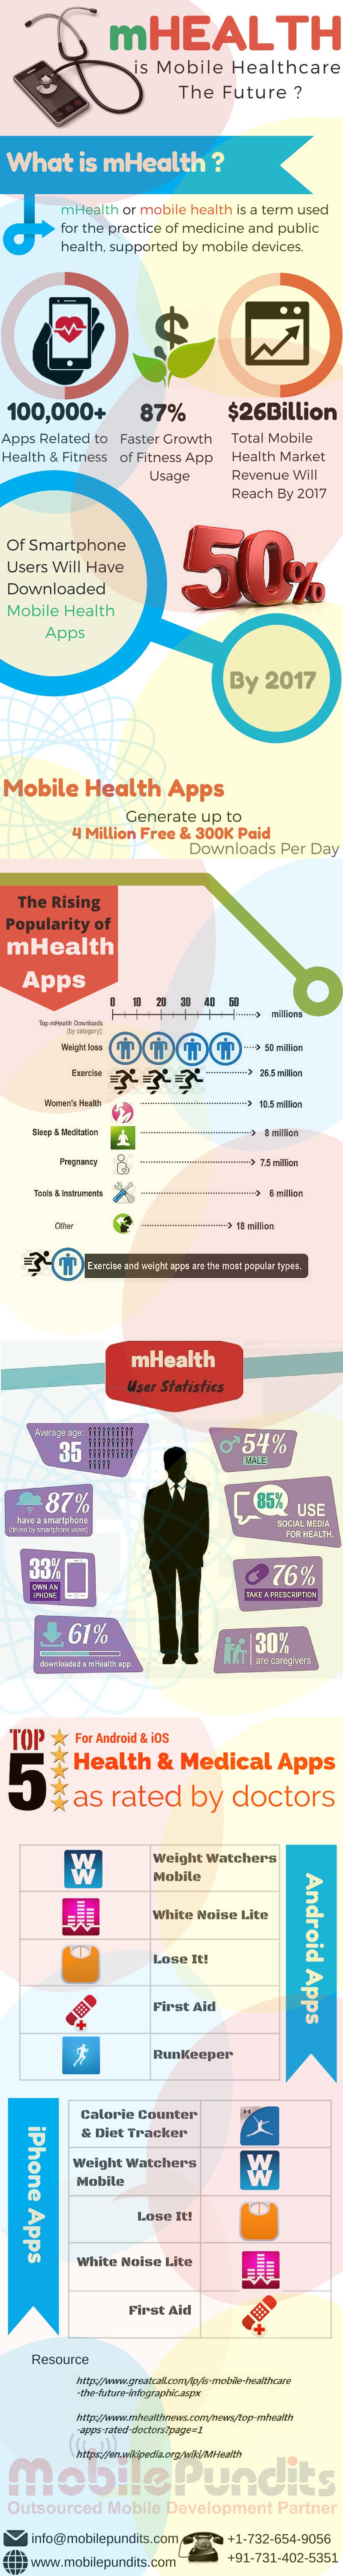 mHEALTH
is Mobile Healthcare
The Future ?
What is mHealth ?
mHealth or mobile health is a term used
for the practice of medicine and public
health, supported by mobile devices.
100,000+
Apps Related to
Health & Fitness
87%
Faster Growth
of Fitness App
Usage
$26Billion
Total Mobile
Health Market
Revenue Will
Reach By 2017
50%
Of Smartphone
Users Will Have
Downloaded
Mobile Health
Apps
By 2017
Mobile Health Apps
Generate up to
4 Million Free & 300K Paid
Downloads Per Day
The Rising
Popularity of
mHealth
Apps
0 10 20 30 40 50
millions
Top mHealth Downloads
(by category):
Weight loss 50 million
Exercise 26.5 million
Women's Health 10.5 million
Sleep & Meditation 8 million
Pregnancy 7.5 million
Tools & Instruments 6 million
Other 18 million
Exercise and weight apps are the most popular types.
mHealth
User Statistics
Average age:
35
54%
MALE
87%
have a smartphone
(driven by smartphone users)
85%
USE
SOCIAL MEDIA
FOR HEALTH.
33%
OWN AN
IPHONE
76%
TAKE A PRESCRIPTION
61%
downloaded a mHealth app.
30%
are caregivers
TOP
5
For Android & iOS
Health & Medical Apps
as rated by doctors
Android Apps
W
W
Weight Watchers
Mobile
White Noise Lite
Lose It!
First Aid
RunKeeper
iPhone Apps
Calorie Counter
& Diet Tracker
Weight Watchers
Mobile
W
W
Lose It!
White Noise Lite
First Aid
Resource
http://www.greatcall.com/lp/is-mobile-healthcare
-the-future-infographic.aspx
http://www.mhealthnews.com/news/top-mhealth
-apps-rated-doctors?page=1
https://en.wikipedia.org/wiki/MHealth
MobilePundits
Outsourced Mobile Development Partner
info@mobilepundits.com
+1-732-654-9056
www.mobilepundits.com
+91-731-402-5351